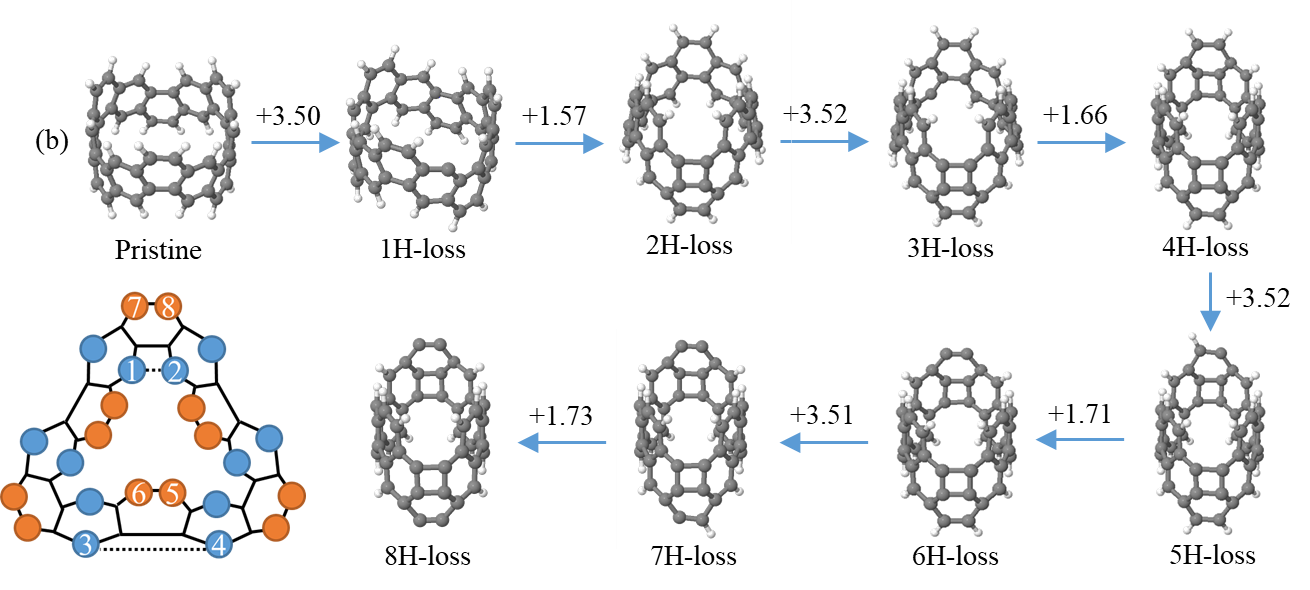 (b)
+3.50
+1.57
+3.52
+1.66
Pristine
1H-loss
2H-loss
3H-loss
4H-loss
+3.52
7 8
1 2
6 5
3 4
+1.73
+3.51
+1.71
8H-loss
7H-loss
6H-loss
5H-loss